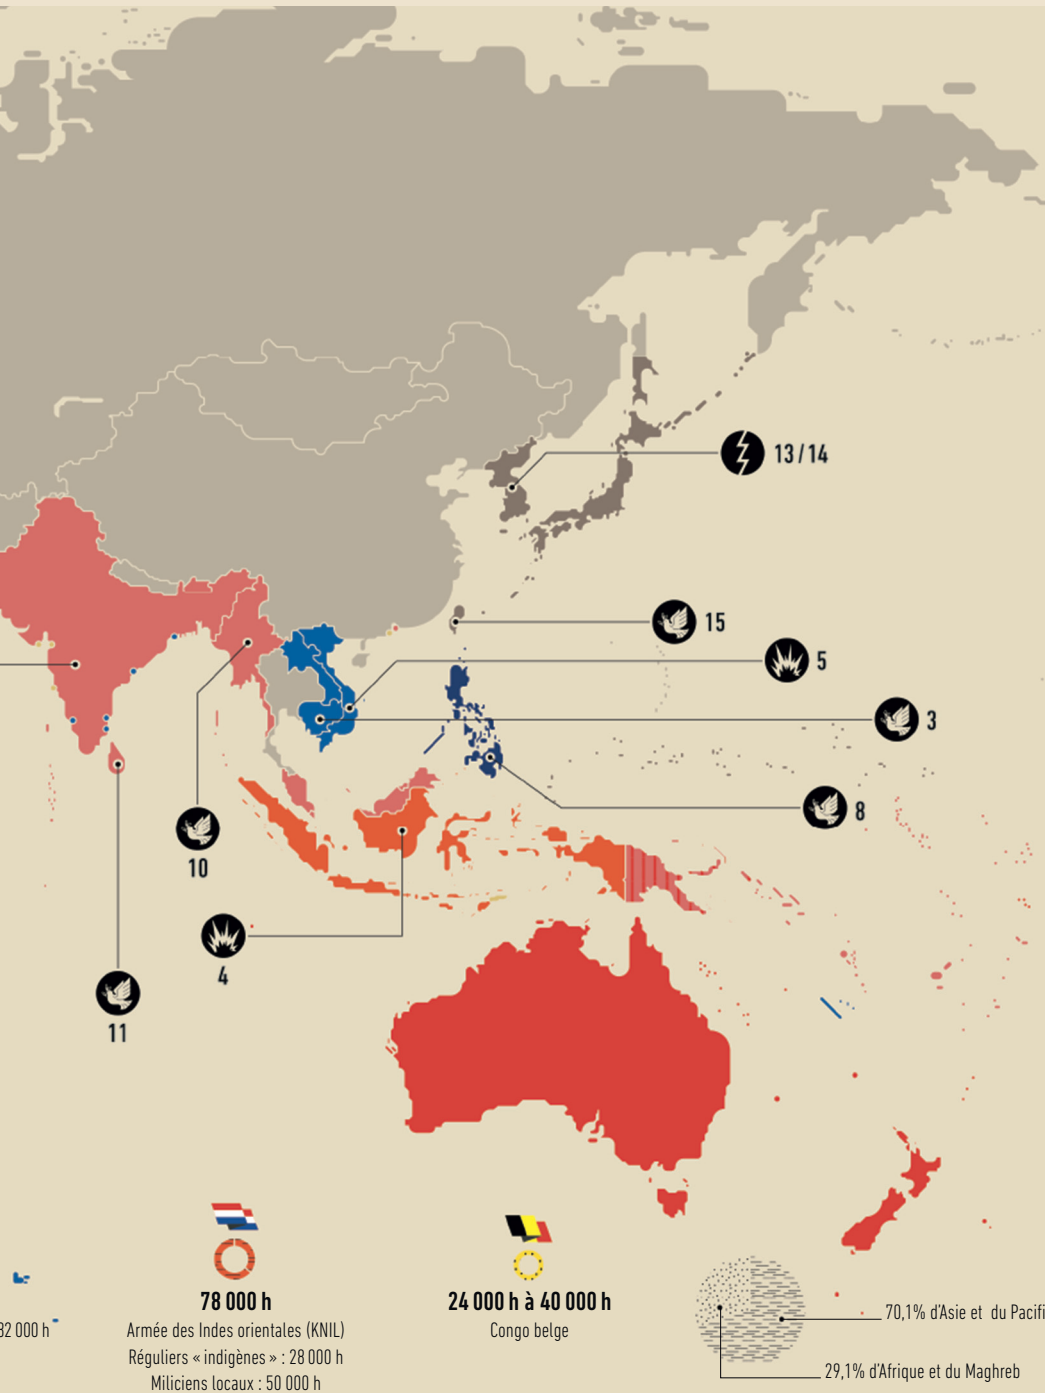 13 / 14
15
5
3
8
10
4
11
78 000 h
Armée des Indes orientales (KNIL)
Réguliers « indigènes » : 28 000 h
Miliciens locaux : 50 000 h
24 000 h à 40 000 h
Congo belge
32 000 h
70,1% d'Asie et du Pacifi
29,1% d'Afrique et du Maghreb